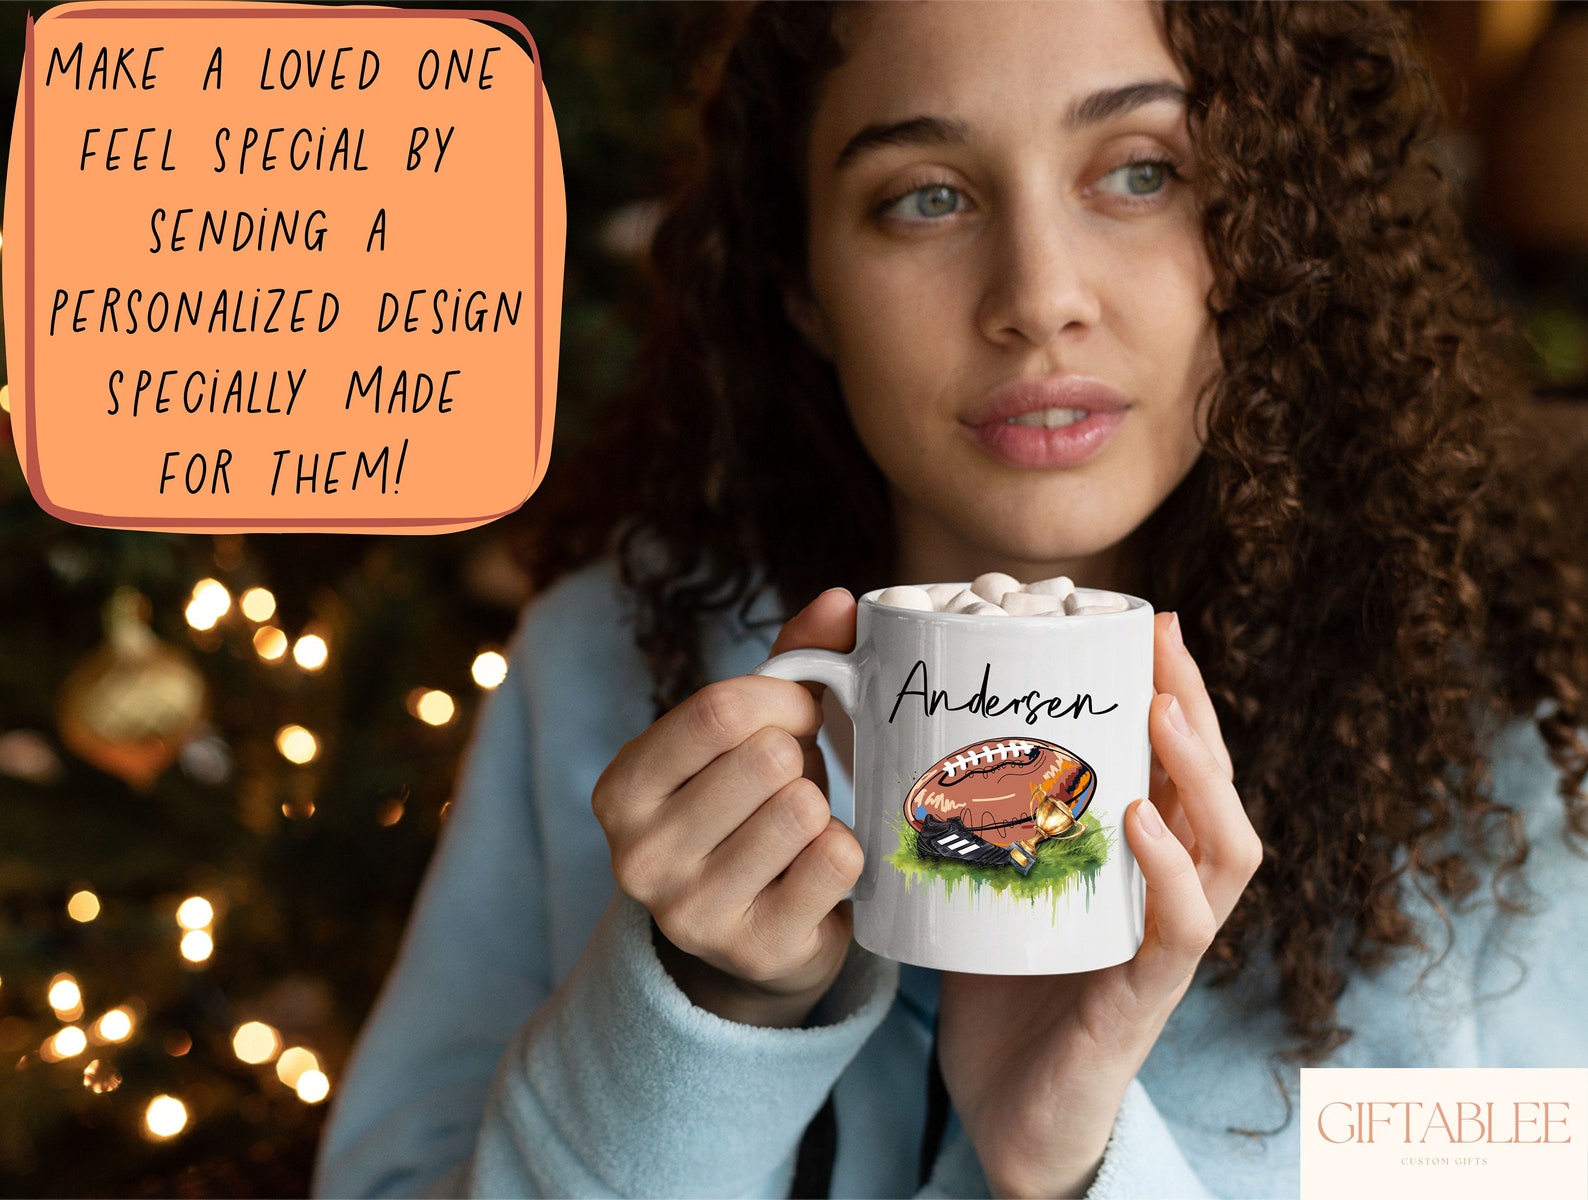 MAKE A LOVED ONE
FEEL SPECIAL BY
SENDING A
PERSONALIZED DESIGN
SPECIALLY MADE
FOR THEM!
Andersen
GIFTABLEE
CUSTOM GIFTS